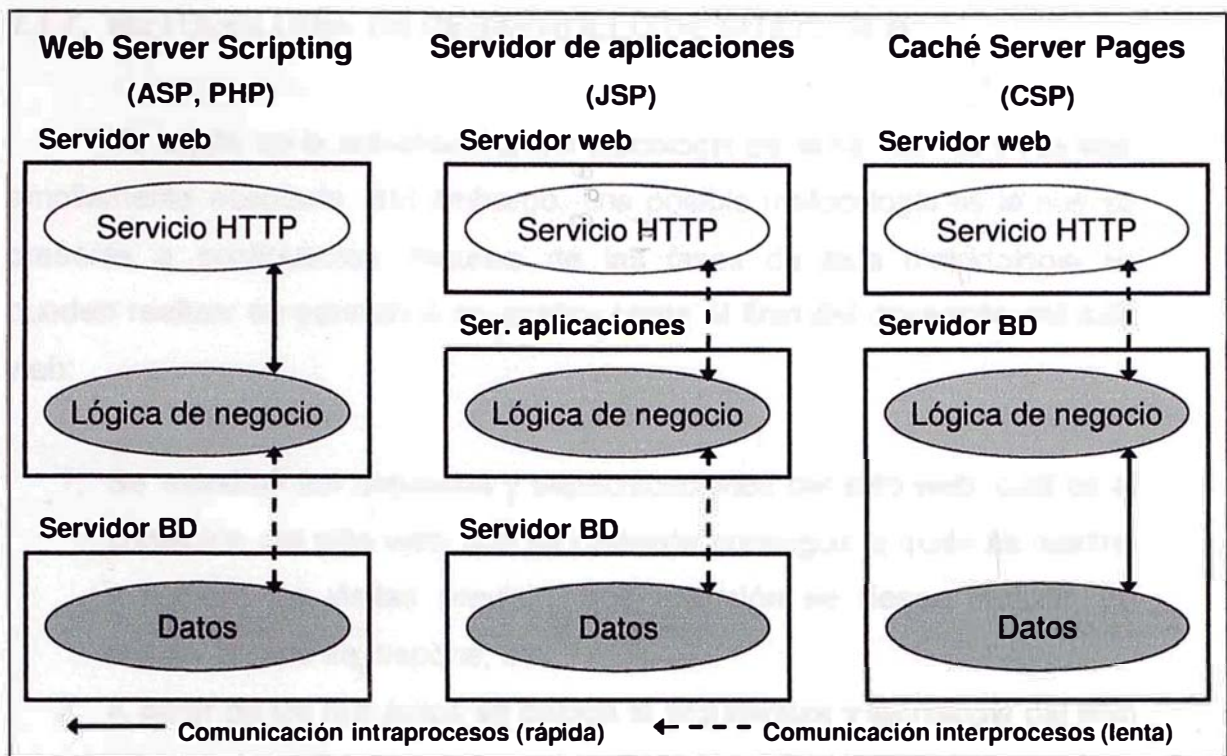 Web Server Scripting
(ASP, PHP)
Servidor web
Servicio HTTP
Lógica de negocio
Servidor BD
Datos
Servidor de aplicaciones
(JSP)
Servidor web
Servicio HTTP
Ser. aplicaciones
Lógica de negocio
Servidor BD
Datos
Caché Server Pages
(CSP)
Servidor web
Servicio HTTP
Servidor BD
Lógica de negocio
Datos
Comunicación intraprocesos (rápida)
Comunicación interprocesos (lenta)